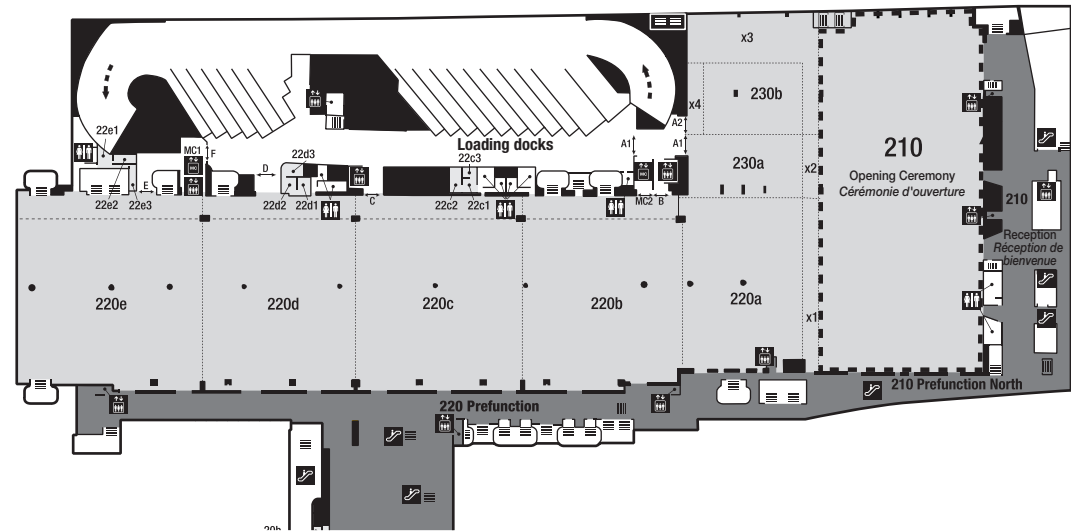 x3
230b
x4
A2
A1
A1
Loading docks
22e1
MC1
F
22d3
D
22c3
210
Opening Ceremony
Cérémonie d'ouverture
230a
x2
MC
E
22e2
22e3
22d2
22d1
C
22c2
22c1
MC2
B
210
Reception
Réception de
bienvenue
220e
220d
220c
220b
220a
x1
210 Prefunction North
220 Prefunction